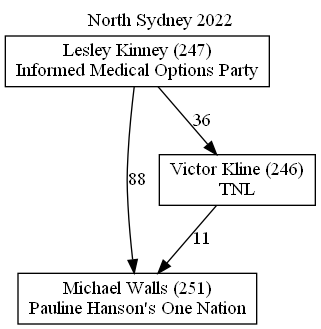 North Sydney 2022
Lesley Kinney (247)
Informed Medical Options Party
36
Victor Kline (246)
TNL
88
11
Michael Walls (251)
Pauline Hanson's One Nation